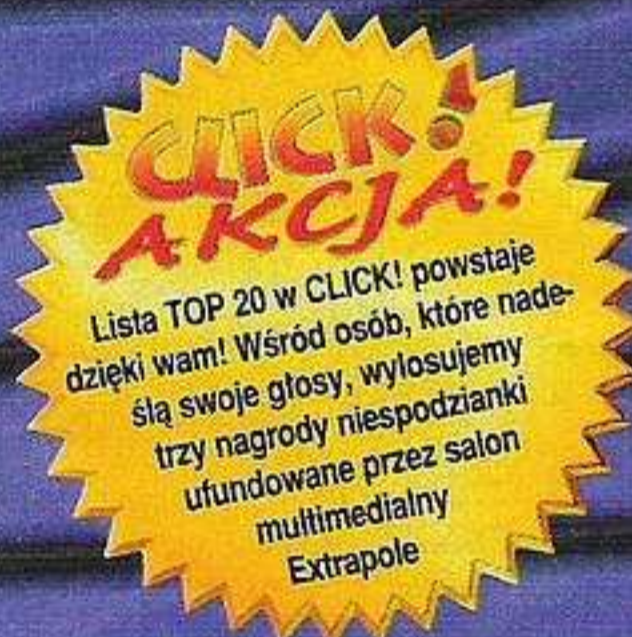 CLICK!
AKCJA!
Lista TOP 20 w CLICK! powstaje
dzięki wam! Wśród osób, które nade-
ślą swoje głosy, wylosujemy
trzy nagrody niespodzianki
ufundowane przez salon
multimedialny
Extrapole